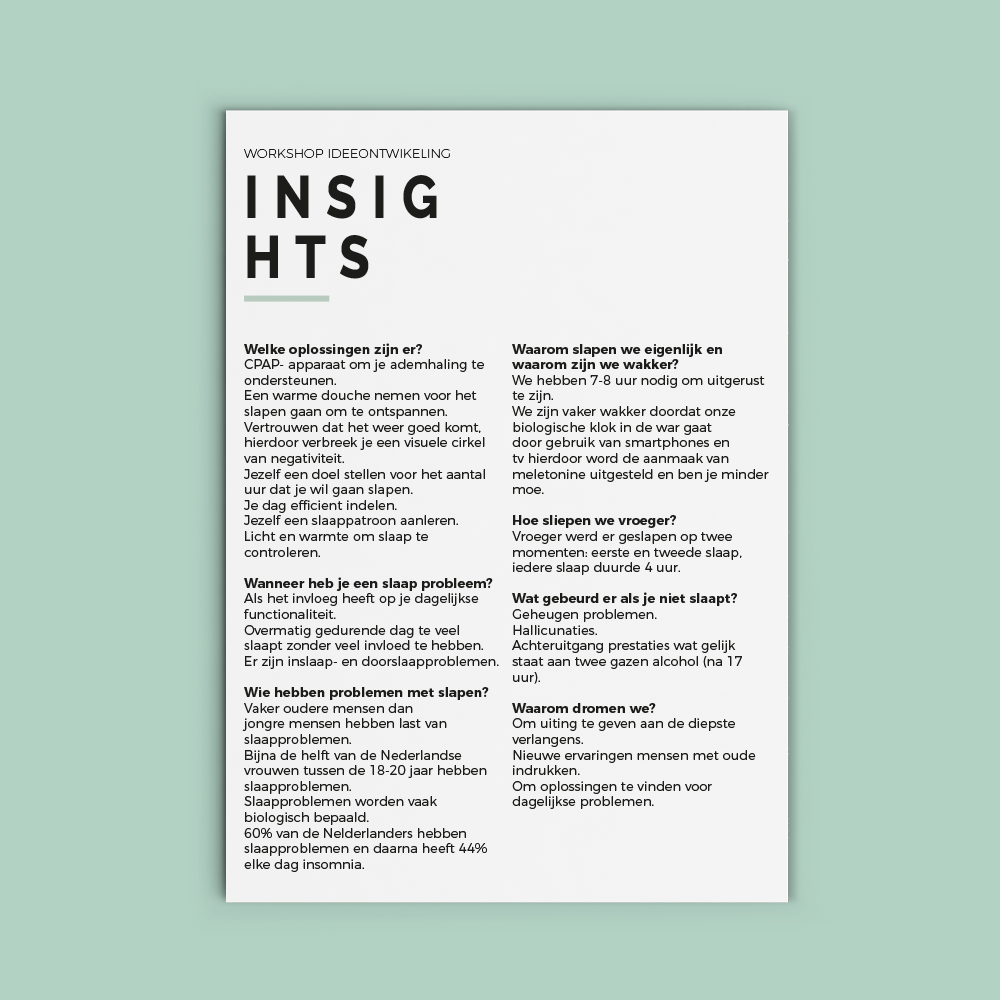 WORKSHOP IDEEONTWIKELING
INSIG
HTS
Welke oplossingen zijn er?
CPAP- apparaat om je ademhaling te
ondersteunen.
Een warme douche nemen voor het
slapen gaan om te ontspannen.
Vertrouwen dat het weer goed komt,
hierdoor verbreek je een visuele cirkel
van negativiteit.
Jezelf een doel stellen voor het aantal
uur dat je wil gaan slapen.
Je dag efficient indelen.
Jezelf een slaappatroon aanleren.
Licht en warmte om slaap te
controleren.
Wanneer heb je een slaap probleem?
Als het invloeg heeft op je dagelijkse
functionaliteit.
Overmatig gedurende dag te veel
slaapt zonder veel invloed te hebben.
Er zijn inslaap- en doorslaapproblemen.
Wie hebben problemen met slapen?
Vaker oudere mensen dan
jongre mensen hebben last van
slaapproblemen.
Bijna de helft van de Nederlandse
vrouwen tussen de 18-20 jaar hebben
slaapproblemen.
Slaapproblemen worden vaak
biologisch bepaald.
60% van de Nelderlanders hebben
slaapproblemen en daarna heeft 44%
elke dag insomnia.
Waarom slapen we eigenlijk en
waarom zijn we wakker?
We hebben 7-8 uur nodig om uitgerust
te zijn.
We zijn vaker wakker doordat onze
biologische klok in de war gaat
door gebruik van smartphones en
tv hierdoor word de aanmaak van
meletonine uitgesteld en ben je minder
moe.
Hoe sliepen we vroeger?
Vroeger werd er geslapen op twee
momenten: eerste en tweede slaap,
iedere slaap duurde 4 uur.
Wat gebeurd er als je niet slaapt?
Geheugen problemen.
Hallicunaties.
Achteruitgang prestaties wat gelijk
staat aan twee gazen alcohol (na 17
uur).
Waarom dromen we?
Om uiting te geven aan de diepste
verlangens.
Nieuwe ervaringen mensen met oude
indrukken.
Om oplossingen te vinden voor
dagelijkse problemen.